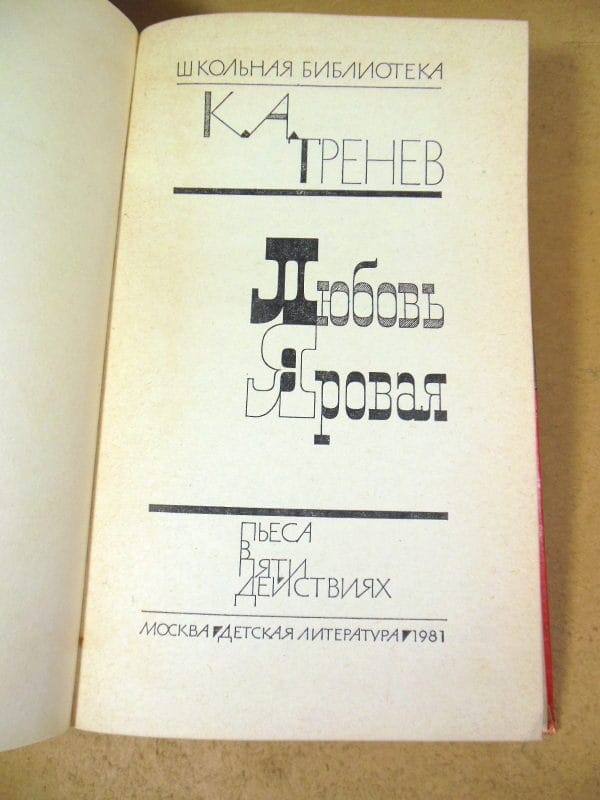 ШКОЛЬНАЯ БИБЛИОТЕКА
К. А. ТРЕНЕВ
Любовь
Яровая
ПЬЕСА
В
ПЯТИ
ДЕЙСТВИЯХ
МОСКВА ДЕТСКАЯ ЛИТЕРАТУРА 1981